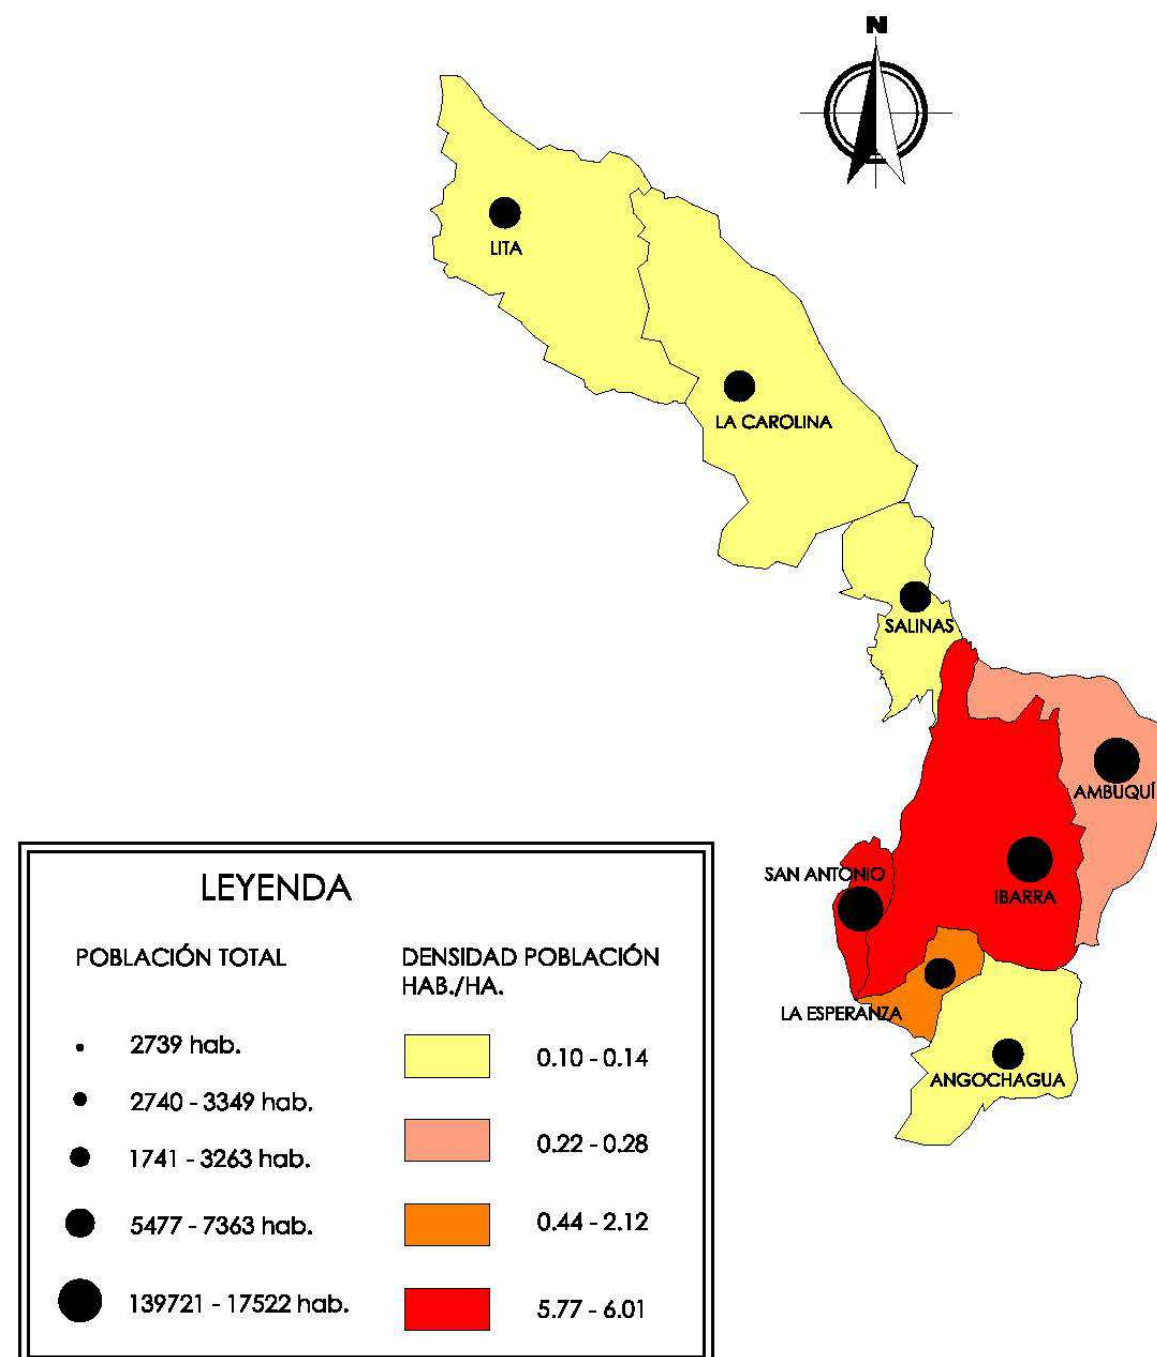 N
LITA
LA CAROLINA
SALINAS
AMBUQUÍ
SAN ANTONIO
IBARRA
LA ESPERANZA
ANGOCHAGUA
LEYENDA
POBLACIÓN TOTAL
2739 hab.
2740 - 3349 hab.
1741 - 3263 hab.
5477 - 7363 hab.
139721 - 17522 hab.
DENSIDAD POBLACIÓN
HAB./HA.
0.10 - 0.14
0.22 - 0.28
0.44 - 2.12
5.77 - 6.01